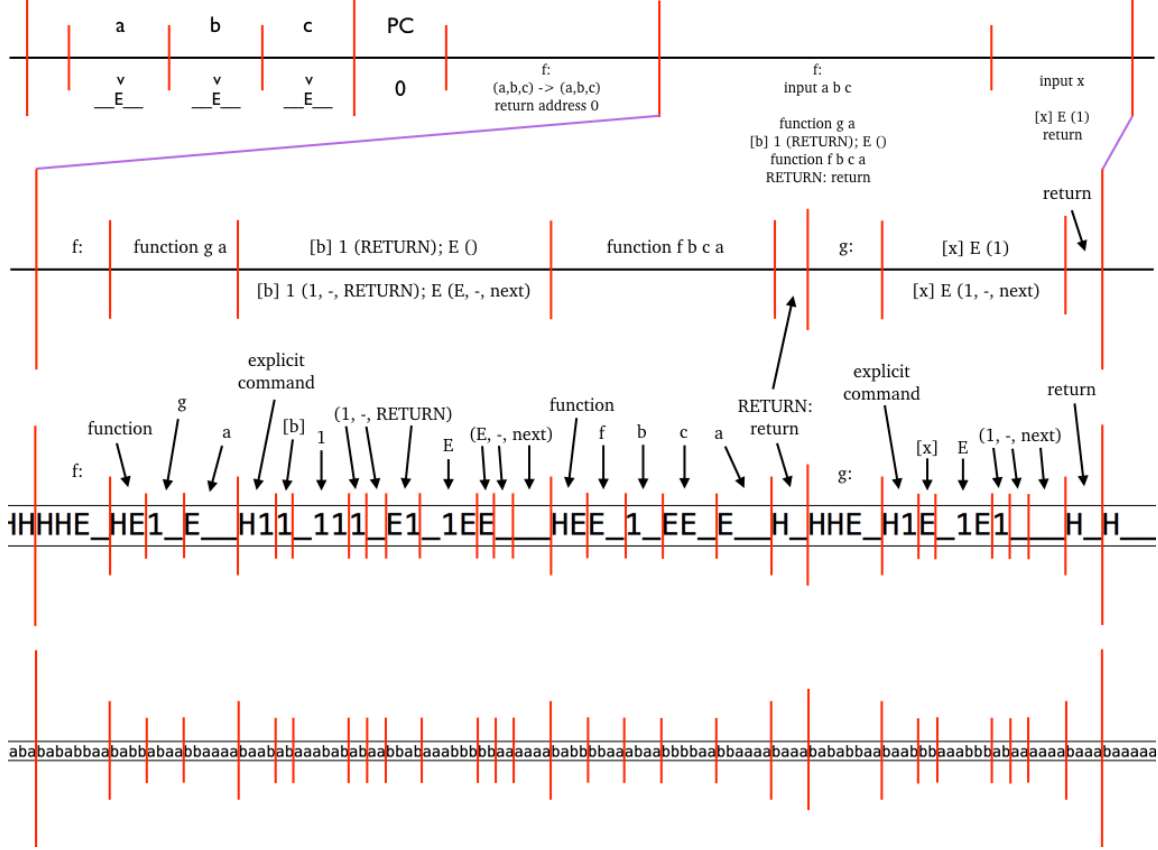 a b c PC
v v v
__E__ __E__ __E__ 0
f:
(a,b,c) -> (a,b,c)
return address 0
f:
input a b c
function g a
[b] 1 (RETURN); E ()
function f b c a
RETURN: return
input x
[x] E (1)
return
return
f: function g a [b] 1 (RETURN); E () function f b c a g: [x] E (1)
[b] 1 (1, -, RETURN); E (E, -, next) [x] E (1, -, next)
f: function g a explicit
command [b] 1 (1, -, RETURN) E (E, -, next) function f b c a RETURN:
return g: explicit
command [x] E (1, -, next) return
HHHHE_HE1_E__H11_111_E1_1EE___HEE_1_EE_E__H_HHE_H1E_1E1___H_H___
ababababbaababbabaabbaaaabaababaaabababaabbabaaabbbbbaaaaaababbbbaaabaabbbbaabbaaaabaaabababbaabaabbbaaabbbabaaaaaabaaabaaaaa